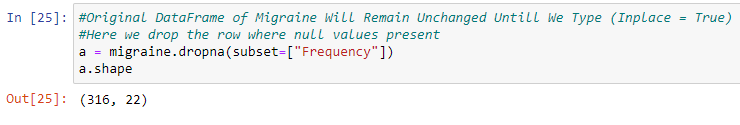 In [25]: #Original DataFrame of Migraine Will Remain Unchanged Untill We Type (Inplace = True)
#Here we drop the row where null values present
a = migraine.dropna(subset=["Frequency"])
a.shape
Out[25]: (316, 22)